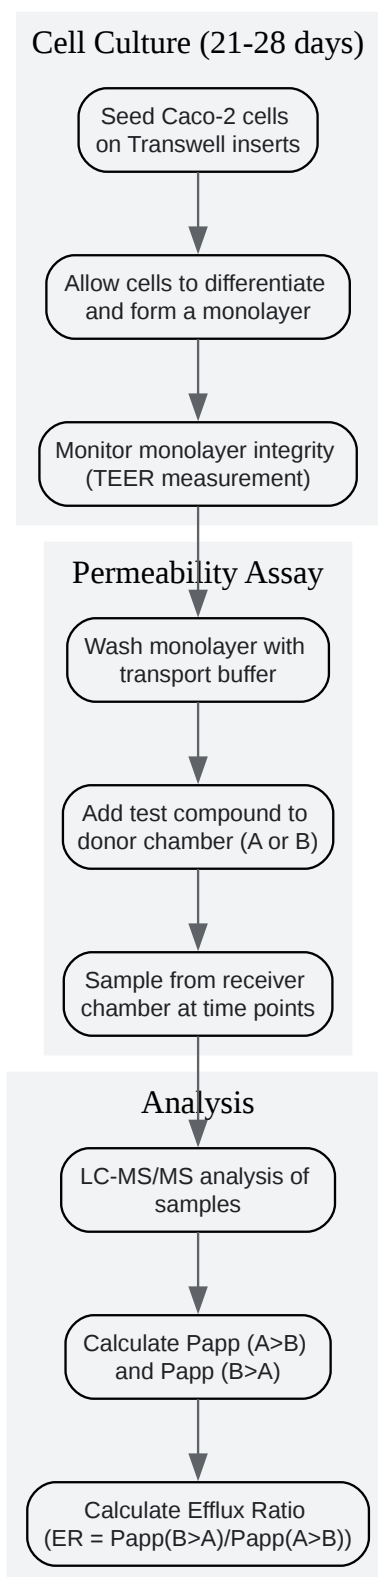 Cell Culture (21-28 days)
Seed Caco-2 cells
on Transwell inserts
Allow cells to differentiate
and form a monolayer
Monitor monolayer integrity
(TEER measurement)
Permeability Assay
Wash monolayer with
transport buffer
Add test compound to
donor chamber (A or B)
Sample from receiver
chamber at time points
Analysis
LC-MS/MS analysis of
samples
Calculate Papp (A>B)
and Papp (B>A)
Calculate Efflux Ratio
(ER = Papp(B>A)/Papp(A>B))